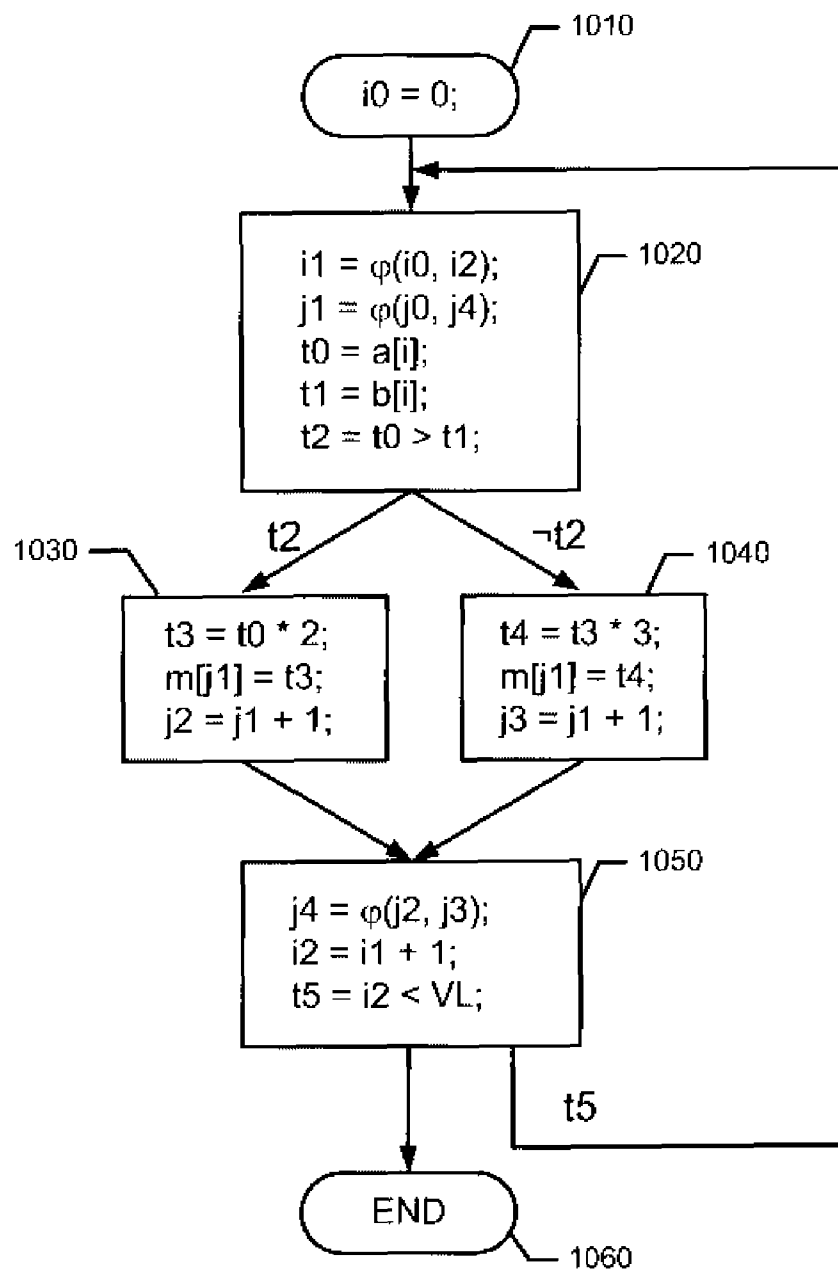 1010
i0 = 0;
1020
i1 = φ(i0, i2);
j1 = φ(j0, j4);
t0 = a[i];
t1 = b[i];
t2 = t0 > t1;
t2
¬t2
1030
t3 = t0 * 2;
m[j1] = t3;
j2 = j1 + 1;
1040
t4 = t3 * 3;
m[j1] = t4;
j3 = j1 + 1;
1050
j4 = φ(j2, j3);
i2 = i1 + 1;
t5 = i2 < VL;
t5
END
1060